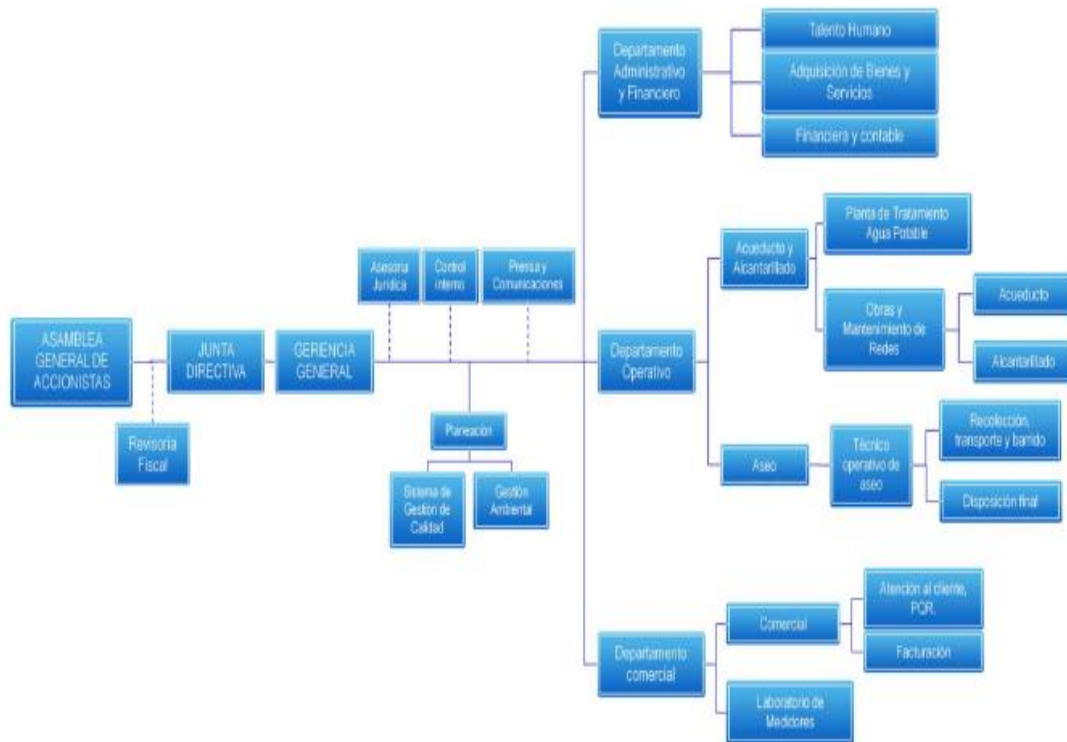 ASAMBLEA
GENERAL DE
ACCIONISTAS
Revisoria
Fiscal
JUNTA
DIRECTIVA
GERENCIA
GENERAL
Asesoria
Juridica
Control
interno
Prensa y
Comunicaciones
Planeación
Sistema de
Gestión de
Calidad
Gestión
Ambiental
Departamento
Administrativo
y Financiero
Talento Humano
Adquisición de Bienes y
Servicios
Financiera y contable
Departamento
Operativo
Acueducto y
Alcantarillado
Planta de Tratamiento
Agua Potable
Obras y
Mantenimiento de
Redes
Acueducto
Alcantarillado
Aseo
Técnico
operativo de
aseo
Recolección,
transporte y barrido
Disposición final
Departamento
comercial
Comercial
Atención al cliente,
PQR.
Facturación
Laboratorio de
Medidores